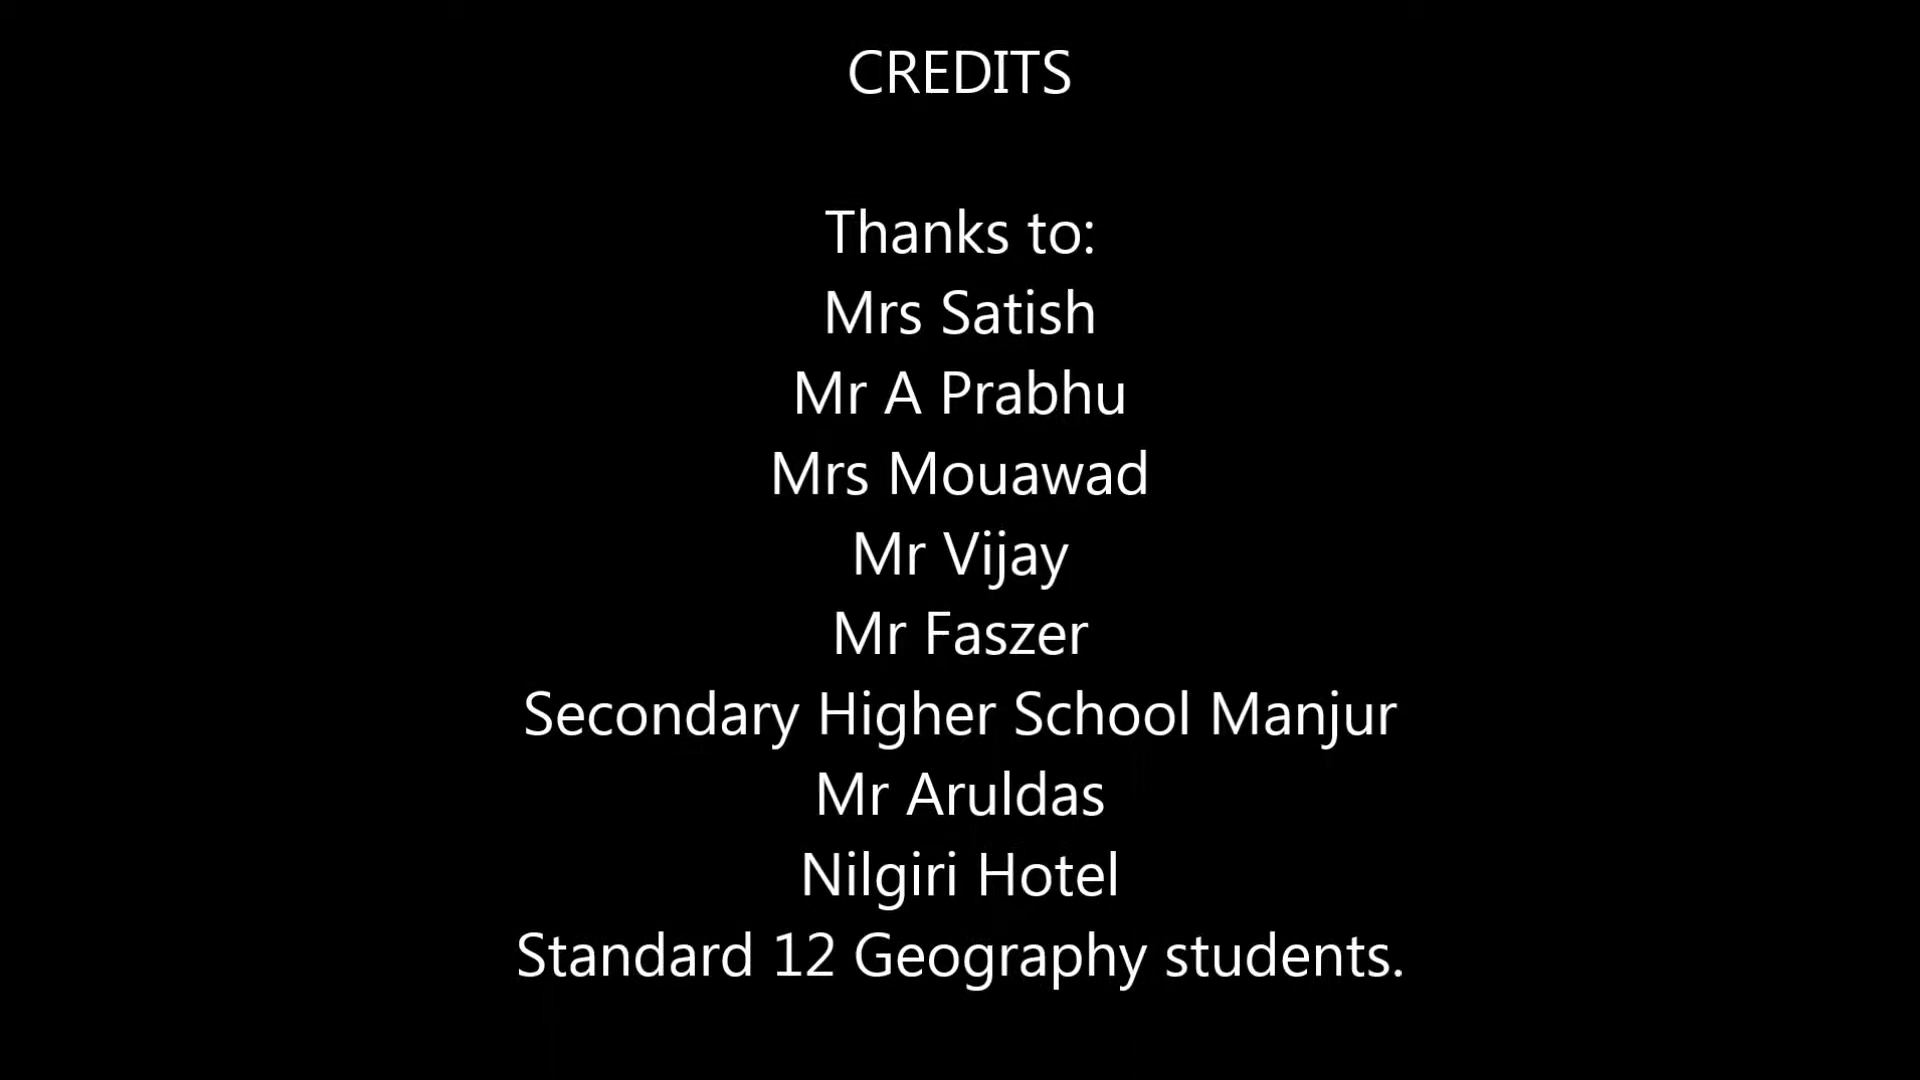 CREDITS
Thanks to:
Mrs Satish
Mr A Prabhu
Mrs Mouawad
Mr Vijay
Mr Faszer
Secondary Higher School Manjur
Mr Aruldas
Nilgiri Hotel
Standard 12 Geography students.